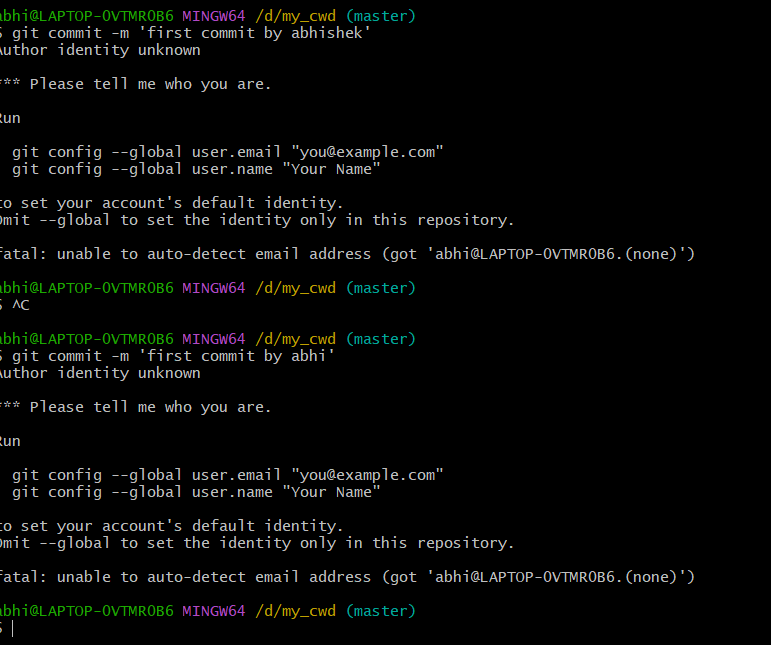 abhi@LAPTOP-OVTMR0B6 MINGW64 /d/my_cwd (master)
$ git commit -m 'first commit by abhishek'
Author identity unknown
*** Please tell me who you are.
Run
git config --global user.email "you@example.com"
git config --global user.name "Your Name"
to set your account's default identity.
Omit --global to set the identity only in this repository.
fatal: unable to auto-detect email address (got 'abhi@LAPTOP-OVTMR0B6.(none)')
abhi@LAPTOP-OVTMR0B6 MINGW64 /d/my_cwd (master)
$ ^C
abhi@LAPTOP-OVTMR0B6 MINGW64 /d/my_cwd (master)
$ git commit -m 'first commit by abhi'
Author identity unknown
*** Please tell me who you are.
Run
git config --global user.email "you@example.com"
git config --global user.name "Your Name"
to set your account's default identity.
Omit --global to set the identity only in this repository.
fatal: unable to auto-detect email address (got 'abhi@LAPTOP-OVTMR0B6.(none)')
abhi@LAPTOP-OVTMR0B6 MINGW64 /d/my_cwd (master)
$